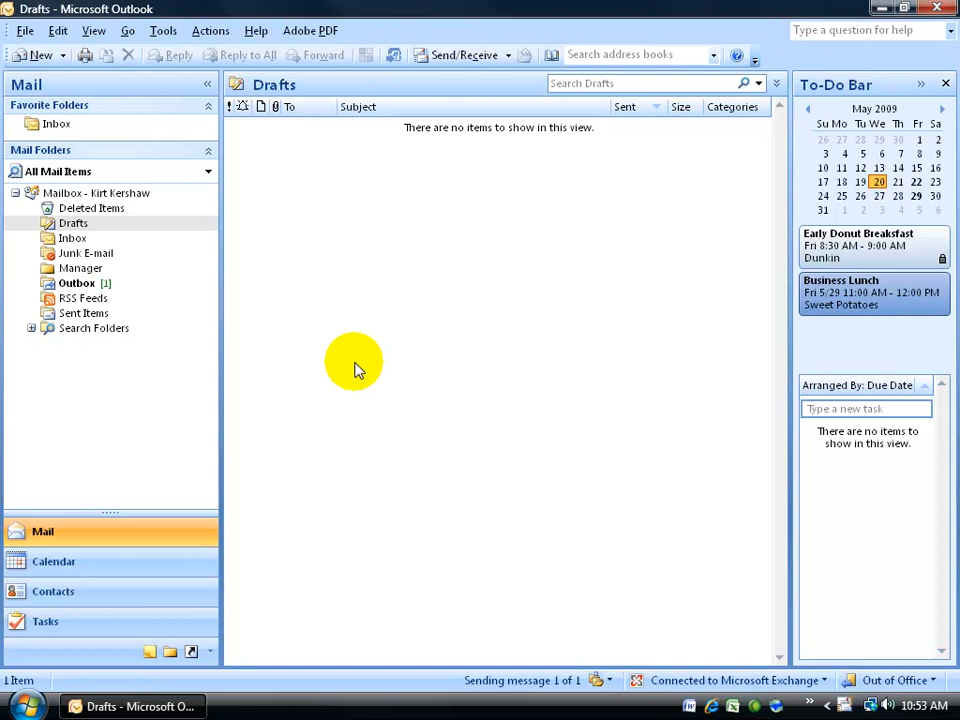 Drafts - Microsoft Outlook
File Edit View Go Tools Actions Help Adobe PDF
Type a question for help
New Reply Reply to All Forward Send/Receive Search address books
Mail «
Favorite Folders
Inbox
Mail Folders
All Mail Items
Mailbox - Kirt Kershaw
Deleted Items
Drafts
Inbox
Junk E-mail
Manager
Outbox [1]
RSS Feeds
Sent Items
Search Folders
Mail
Calendar
Contacts
Tasks
Drafts
Search Drafts
! To Subject Sent Size Categories
There are no items to show in this view.
To-Do Bar »
May 2009
Su Mo Tu We Th Fr Sa
26 27 28 29 30 1 2
3 4 5 6 7 8 9
10 11 12 13 14 15 16
17 18 19 20 21 22 23
24 25 26 27 28 29 30
31 1 2 3 4 5 6
Early Donut Breakfast
Fri 8:30 AM - 9:00 AM
Dunkin
Business Lunch
Fri 5/29 11:00 AM - 12:00 PM
Sweet Potatoes
Arranged By: Due Date
Type a new task
There are no items to
show in this view.
1 Item
Sending message 1 of 1
Connected to Microsoft Exchange
Out of Office
Drafts - Microsoft O...
10:53 AM